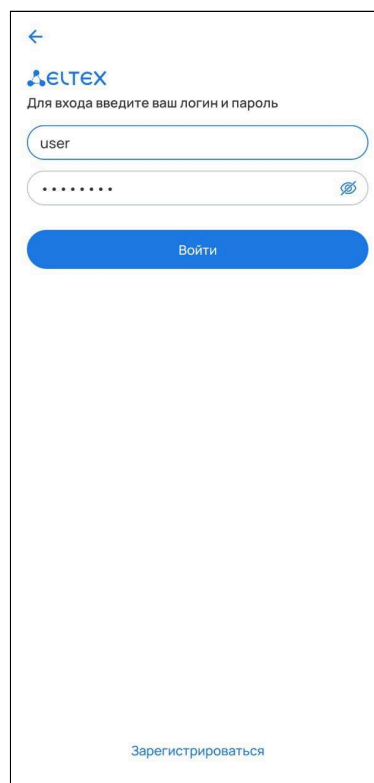 ELTEX
Для входа введите ваш логин и пароль
user
••••••••
Войти
Зарегистрироваться